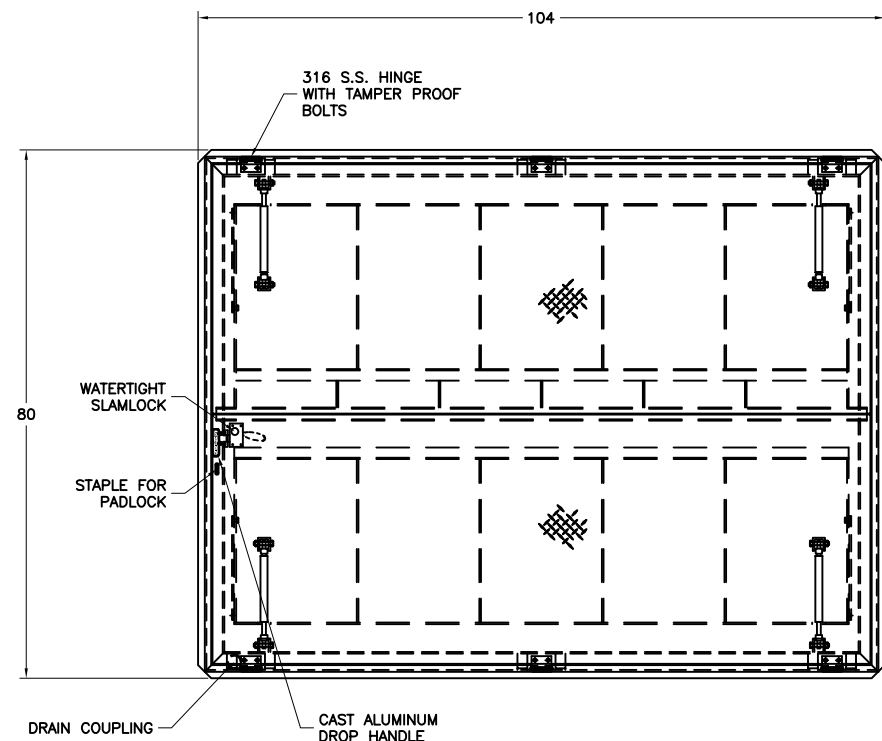 104
316 S.S. HINGE
WITH TAMPER PROOF
BOLTS
80
WATERTIGHT
SLAMLOCK
STAPLE FOR
PADLOCK
DRAIN COUPLING
CAST ALUMINUM
DROP HANDLE